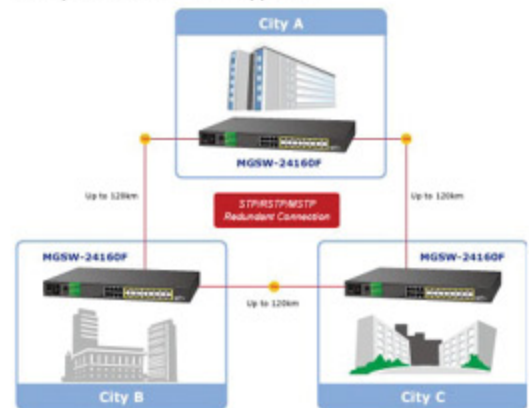 City A
MGSW-24160F
Up to 120km
Up to 120km
STP/RSTP/MSTP
Redundant Connection
MGSW-24160F
MGSW-24160F
Up to 120km
City B
City C